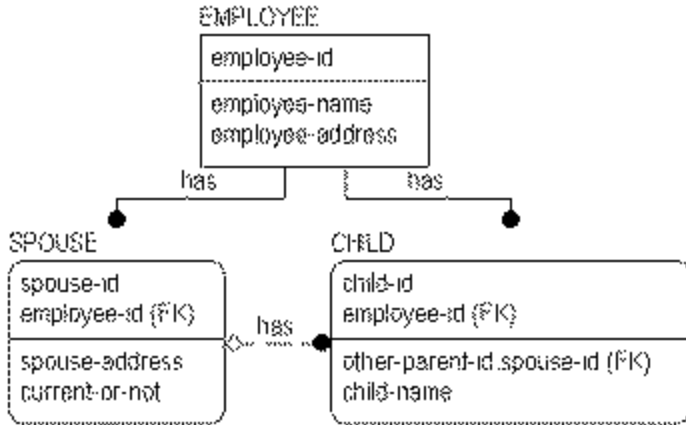 EMPLOYEE
employee-id
employee-name
employee-address
has
has
SPOUSE
spouse-id
employee-id (FK)
spouse-address
current-or-not
has
CHILD
child-id
employee-id (FK)
other-parent-id.spouse-id (FK)
child-name